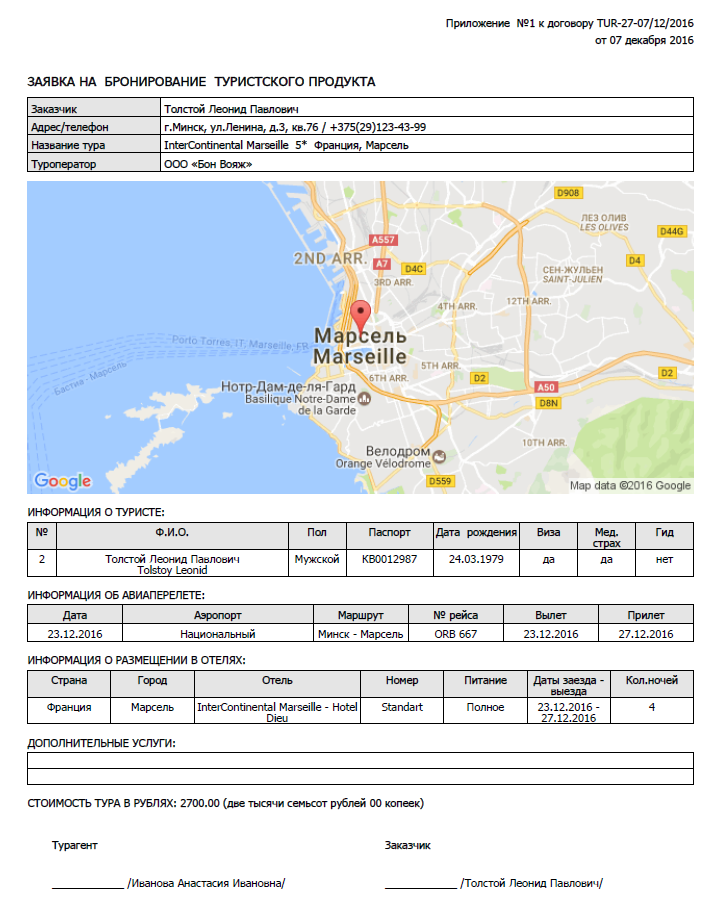 Приложение №1 к договору TUR-27-07/12/2016
от 07 декабря 2016
ЗАЯВКА НА БРОНИРОВАНИЕ ТУРИСТСКОГО ПРОДУКТА
Заказчик Толстой Леонид Павлович
Адрес/телефон г.Минск, ул.Ленина, д.3, кв.76 / +375(29)123-43-99
Название тура InterContinental Marseille 5* Франция, Марсель
Туроператор ООО «Бон Вояж»
D908
ЛЕЗ ОЛИВ
LES OLIVES
D44G
A557
2ND ARR.
A7
D4C
D4
3RD ARR.
СЕН-ЖУЛЬЕН
SAINT-JULIEN
4TH ARR.
12TH ARR.
Марсель
Marseille
Porto Torres, IT; Marseille, FR
Бастиа - Марсель
5TH ARR.
6TH ARR.
D2
D2
A50
D8N
Нотр-Дам-де-ля-Гард
Basilique Notre-Dame
de la Garde
10TH ARR.
Велодром
Orange Vélodrome
D559
Google
Map data ©2016 Google
ИНФОРМАЦИЯ О ТУРИСТЕ:
№ Ф.И.О. Пол Паспорт Дата рождения Виза Мед. страх Гид
2 Толстой Леонид Павлович Мужской КВ0012987 24.03.1979 да да нет
Tolstoy Leonid
ИНФОРМАЦИЯ ОБ АВИАПЕРЕЛЕТЕ:
Дата Аэропорт Маршрут № рейса Вылет Прилет
23.12.2016 Национальный Минск - Марсель ORB 667 23.12.2016 27.12.2016
ИНФОРМАЦИЯ О РАЗМЕЩЕНИИ В ОТЕЛЯХ:
Страна Город Отель Номер Питание Даты заезда - выезда Кол.ночей
Франция Марсель InterContinental Marseille - Hotel Dieu Standart Полное 23.12.2016 - 27.12.2016 4
ДОПОЛНИТЕЛЬНЫЕ УСЛУГИ:
СТОИМОСТЬ ТУРА В РУБЛЯХ: 2700.00 (две тысячи семьсот рублей 00 копеек)
Турагент Заказчик
____________ /Иванова Анастасия Ивановна/ ____________ /Толстой Леонид Павлович/